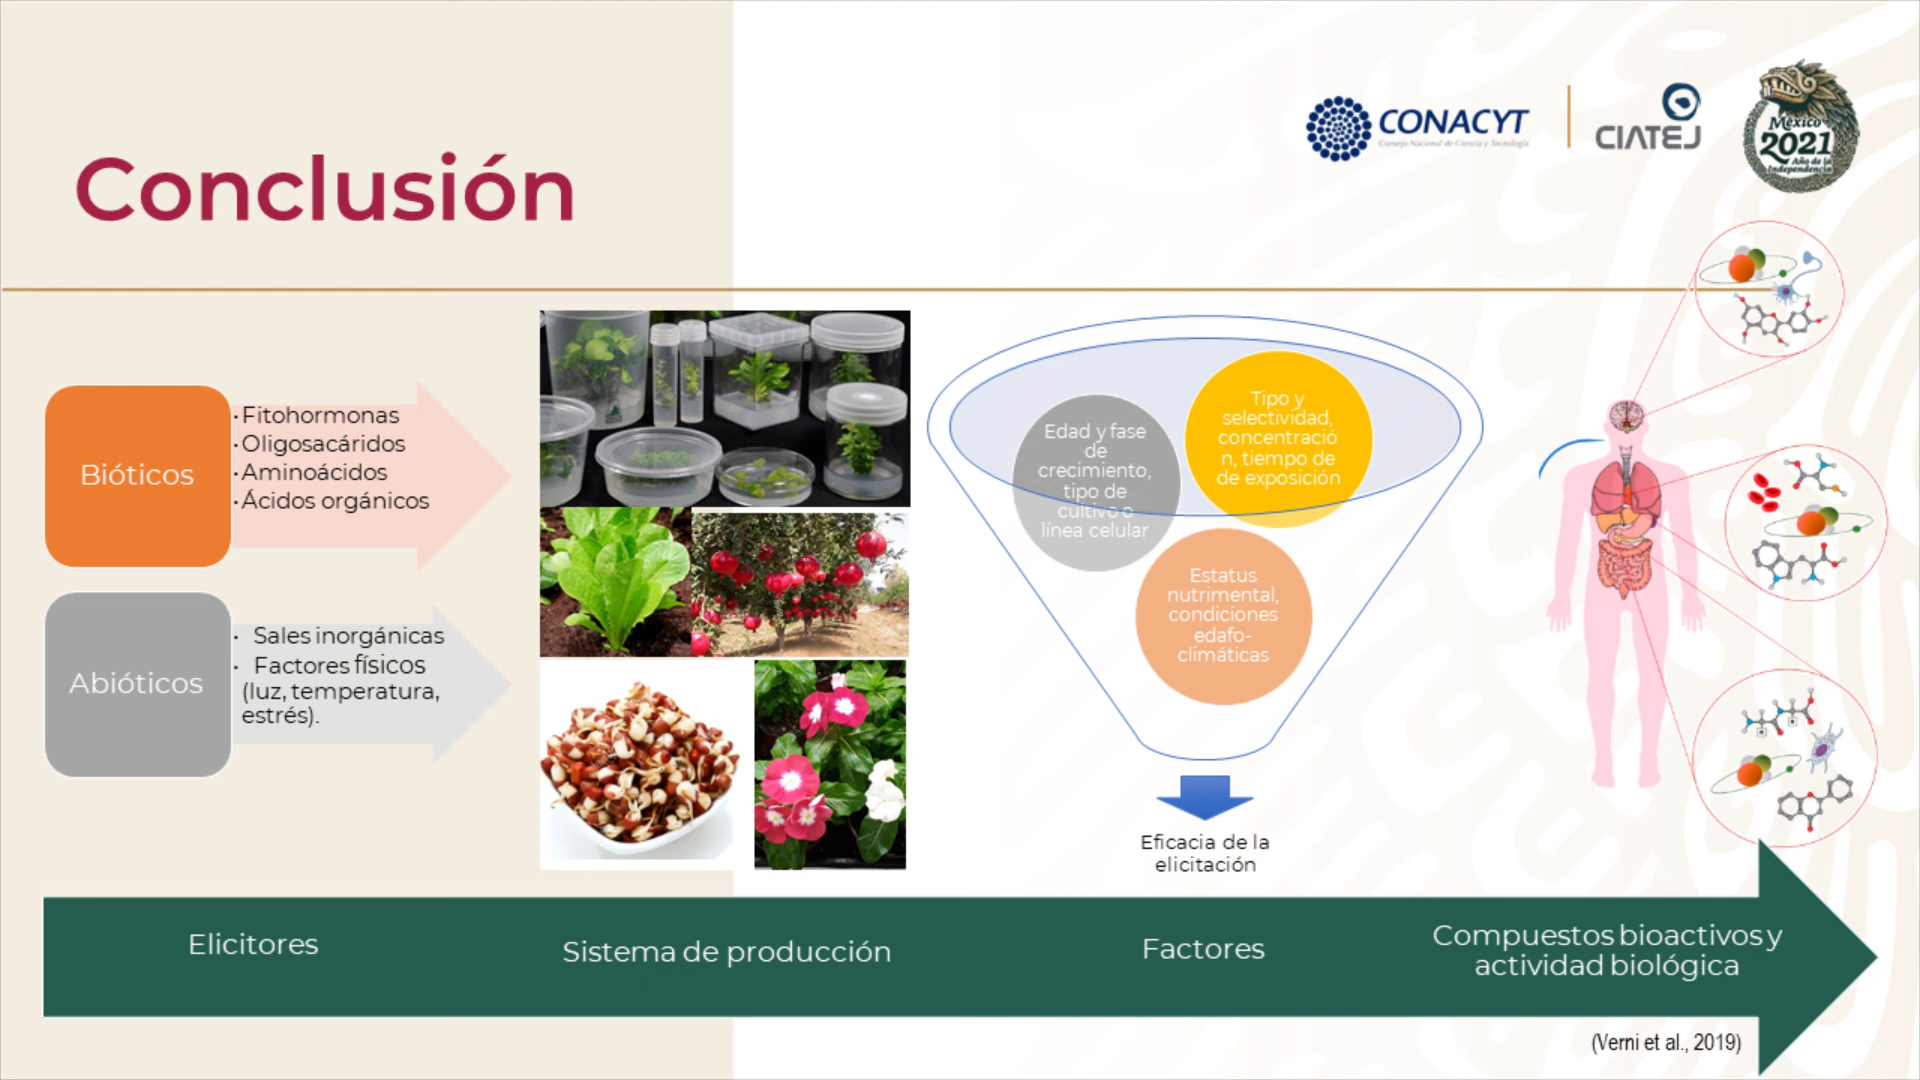 CONACYT
Consejo Nacional de Ciencia y Tecnología
CIATEJ
México
2021
Año de la
Independencia
Conclusión
Bióticos
·Fitohormonas
·Oligosacáridos
·Aminoácidos
·Ácidos orgánicos
Abióticos
· Sales inorgánicas
· Factores físicos
(luz, temperatura,
estrés).
Edad y fase
de
crecimiento,
tipo de
cultivo o
línea celular
Tipo y
selectividad,
concentració
n, tiempo de
de exposición
Estatus
nutrimental,
condiciones
edafo-
climáticas
Eficacia de la
elicitación
Elicitores
Sistema de producción
Factores
Compuestos bioactivos y
actividad biológica
(Verni et al., 2019)